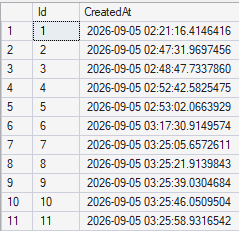 Id CreatedAt
1 1 2026-09-05 02:21:16.4146416
2 2 2026-09-05 02:47:31.9697456
3 3 2026-09-05 02:48:47.7337860
4 4 2026-09-05 02:52:42.5825475
5 5 2026-09-05 02:53:02.0663929
6 6 2026-09-05 03:17:30.9149574
7 7 2026-09-05 03:25:05.6572611
8 8 2026-09-05 03:25:21.9139843
9 9 2026-09-05 03:25:39.0304684
10 10 2026-09-05 03:25:46.0509504
11 11 2026-09-05 03:25:58.9316542